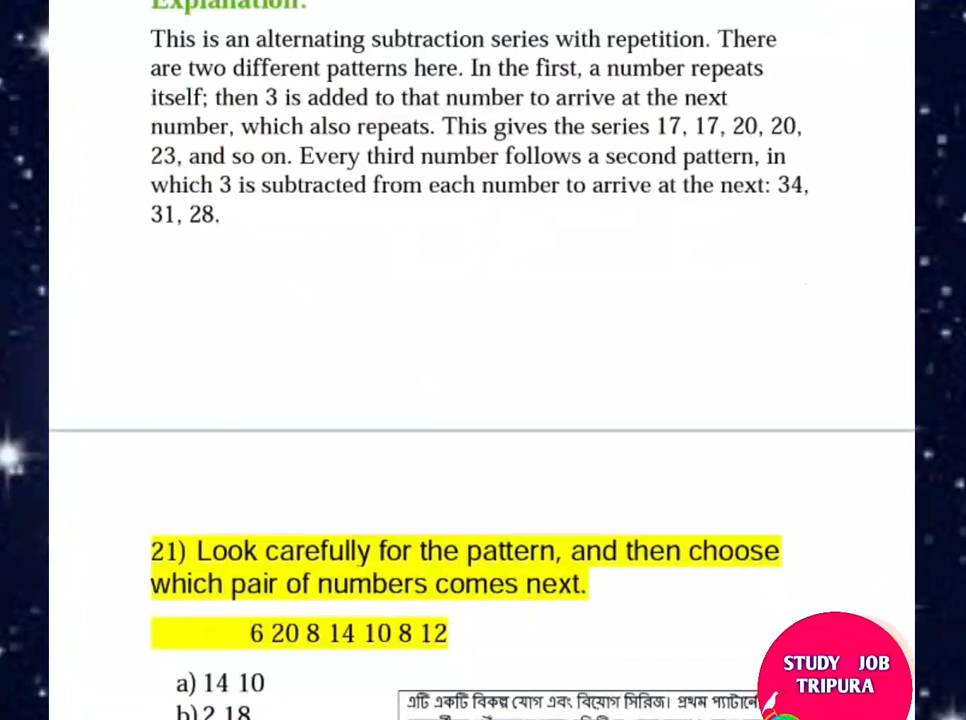 Explanation:
This is an alternating subtraction series with repetition. There
are two different patterns here. In the first, a number repeats
itself; then 3 is added to that number to arrive at the next
number, which also repeats. This gives the series 17, 17, 20, 20,
23, and so on. Every third number follows a second pattern, in
which 3 is subtracted from each number to arrive at the next: 34,
31, 28.
21) Look carefully for the pattern, and then choose
which pair of numbers comes next.
6 20 8 14 10 8 12
a) 14 10
b) 2 18
এটি একটি বিকল্প যোগ এবং বিয়োগ সিরিজ। প্রথম প্যাটার্নে
STUDY JOB
TRIPURA